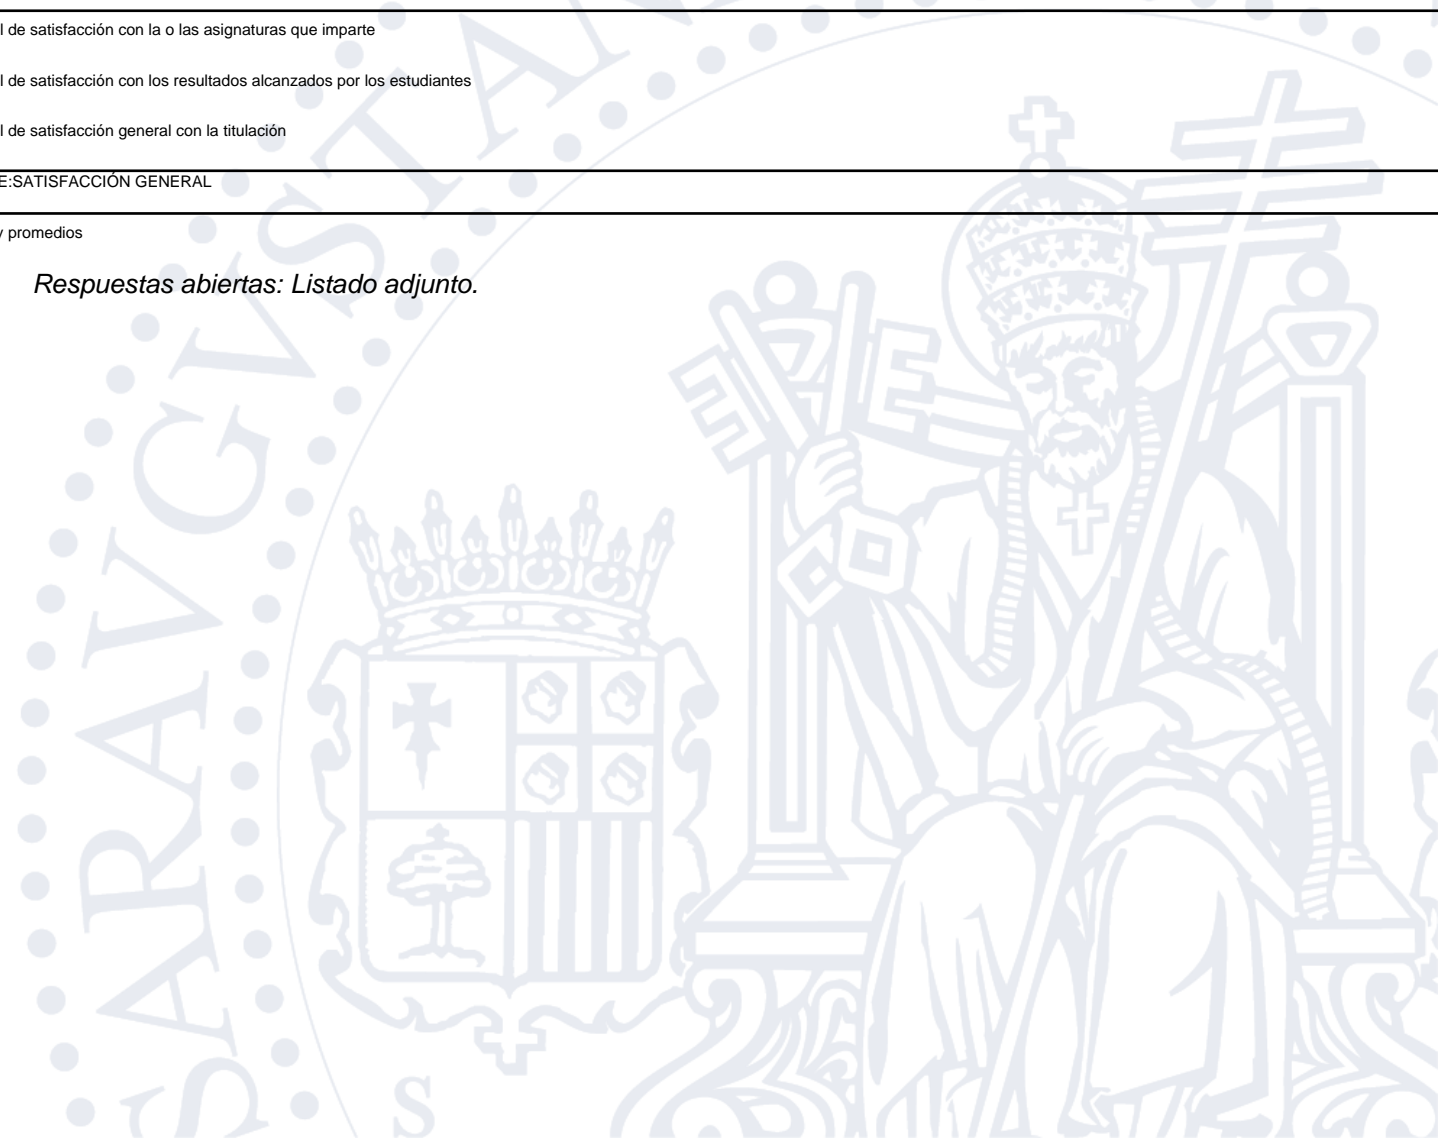 l de satisfacción con la o las asignaturas que imparte
l de satisfacción con los resultados alcanzados por los estudiantes
l de satisfacción general con la titulación
E:SATISFACCIÓN GENERAL
y promedios
Respuestas abiertas: Listado adjunto.
SARAVGVSTAN
S